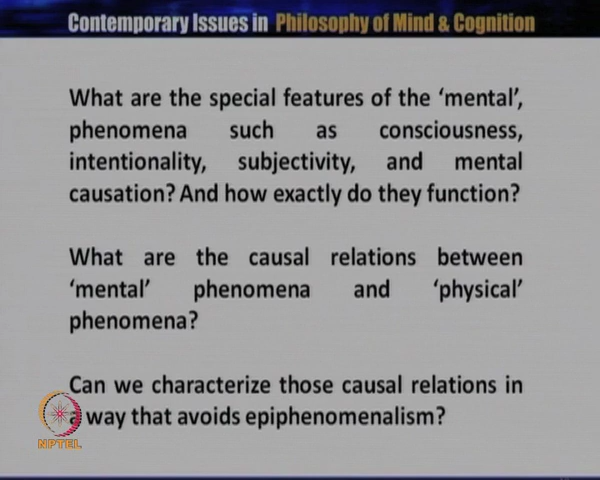 Contemporary Issues in Philosophy of Mind & Cognition
What are the special features of the ‘mental’,
phenomena such as consciousness,
intentionality, subjectivity, and mental
causation? And how exactly do they function?
What are the causal relations between
‘mental’ phenomena and ‘physical’
phenomena?
Can we characterize those causal relations in
a way that avoids epiphenomenalism?
NPTEL